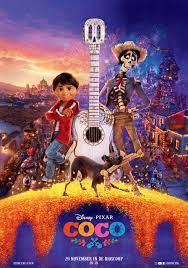 Disney · PIXAR
COCO
29 NOVEMBER IN DE BIOSCOOP